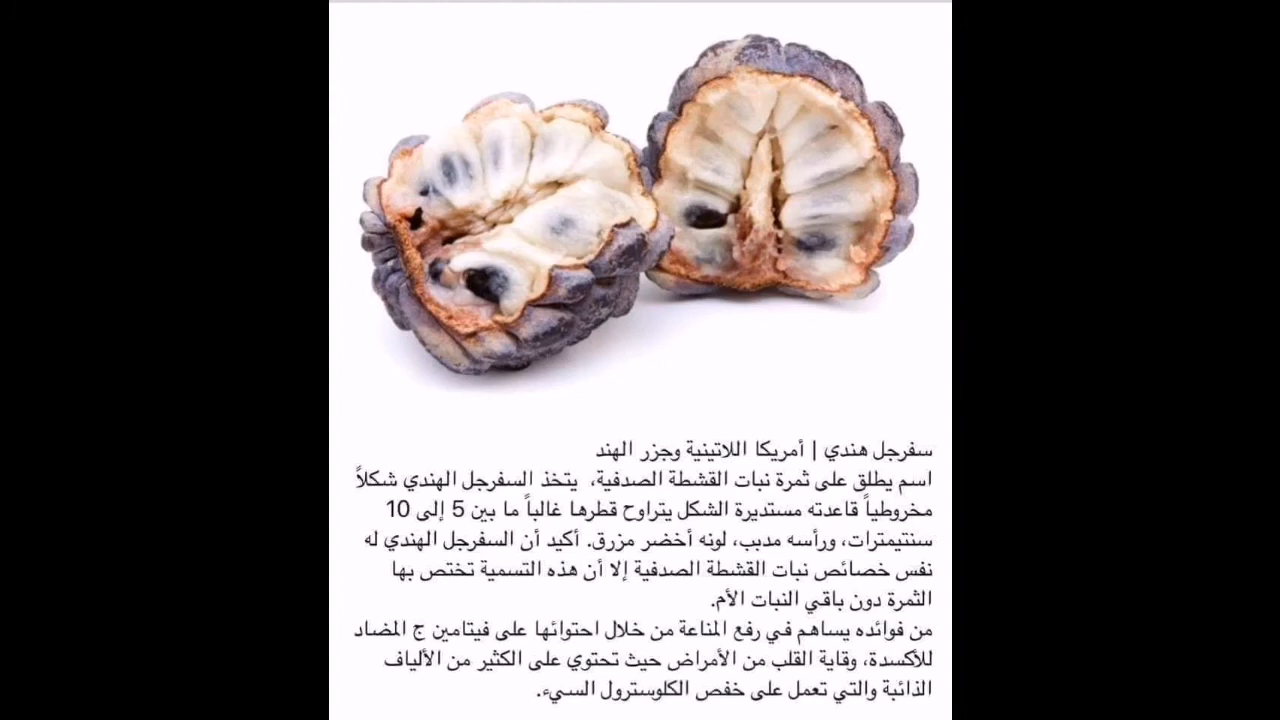 سفرجل هندي | أمريكا اللاتينية وجزر الهند
اسم يطلق على ثمرة نبات القشطة الصدفية، يتخذ السفرجل الهندي شكلاً
مخروطياً قاعدته مستديرة الشكل يتراوح قطرها غالباً ما بين 5 إلى 10
سنتيمترات، ورأسه مدبب، لونه أخضر مزرق. أكيد أن السفرجل الهندي له
نفس خصائص نبات القشطة الصدفية إلا أن هذه التسمية تختص بها
الثمرة دون باقي النبات الأم.
من فوائده يساهم في رفع المناعة من خلال احتوائها على فيتامين ج المضاد
للأكسدة، وقاية القلب من الأمراض حيث تحتوي على الكثير من الألياف
الذائبة والتي تعمل على خفص الكلوسترول السيء.